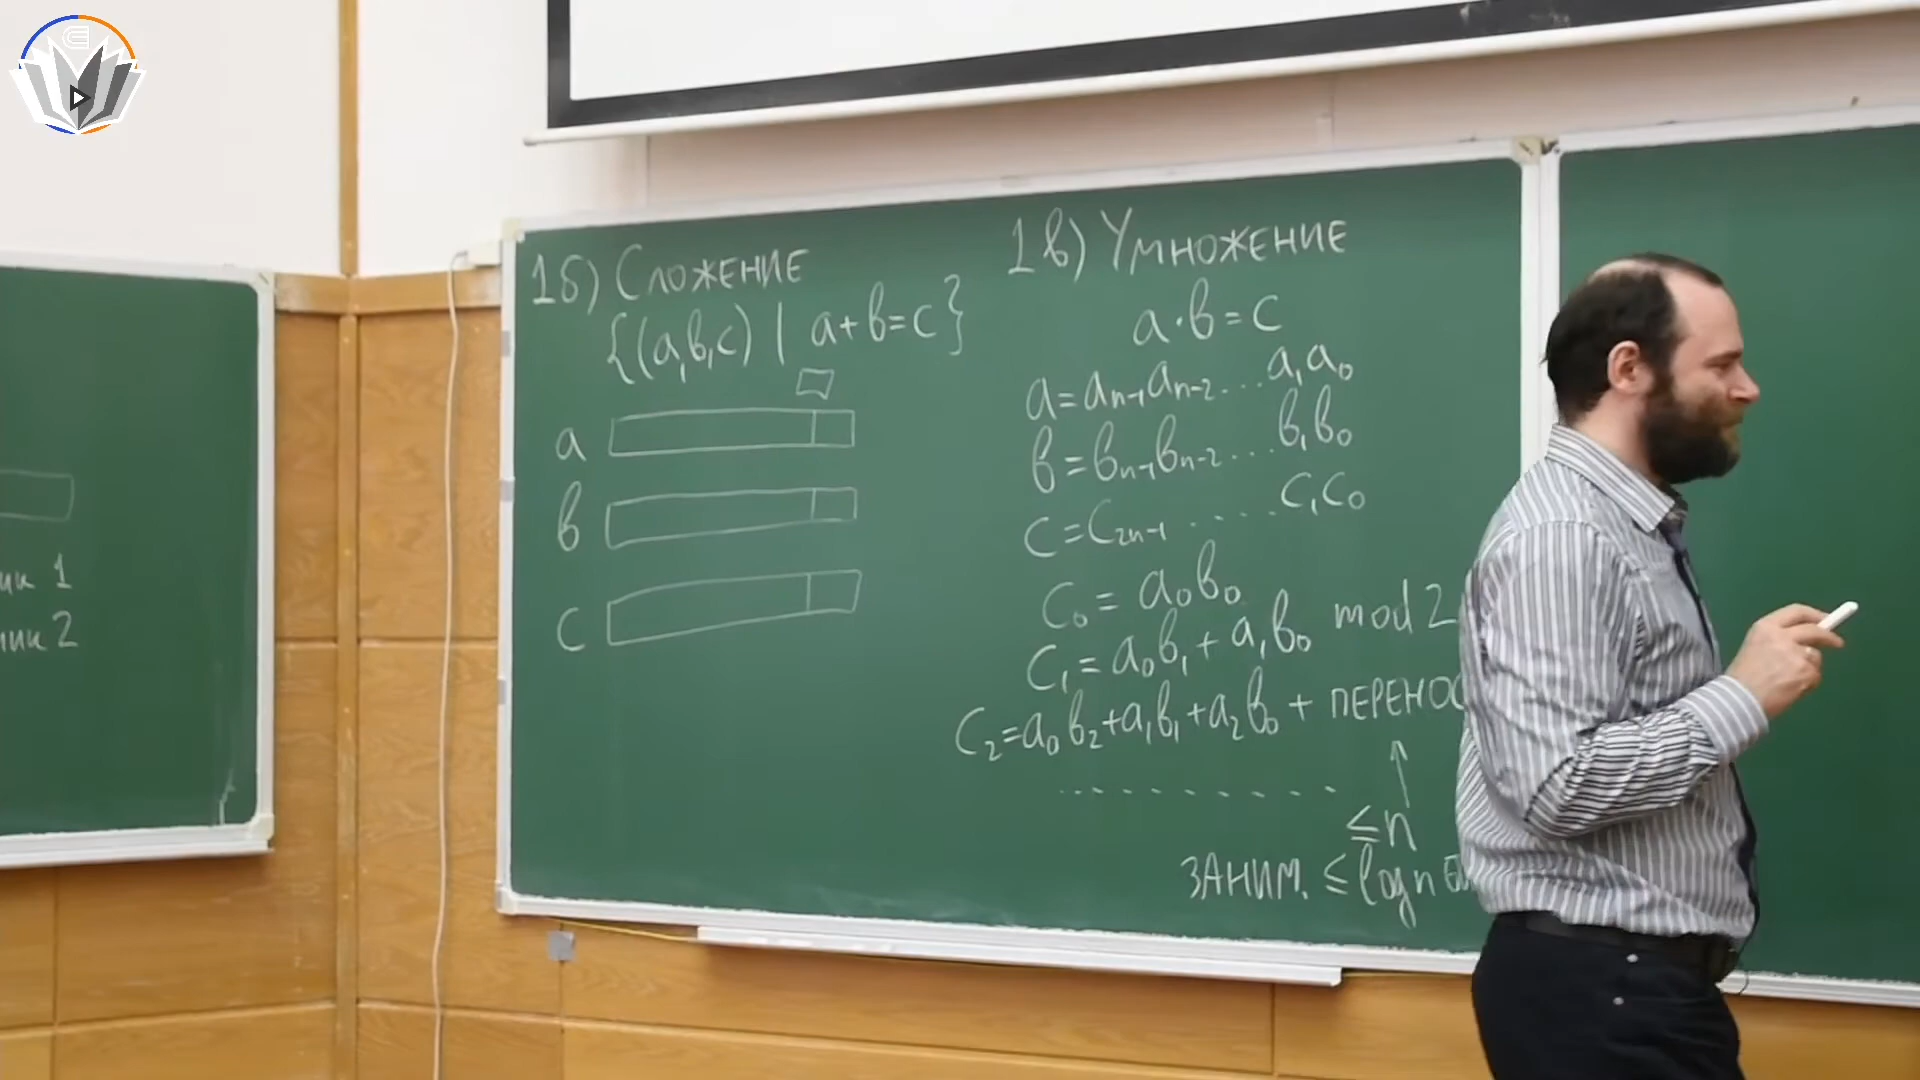 1б) Сложение
{(a,b,c) | a+b=c}
a
b
c
1в) Умножение
a·b=c
a=aₙ₋₁aₙ₋₂...a₁a₀
b=bₙ₋₁bₙ₋₂...b₁b₀
c=c₂ₙ₋₁.....c₁c₀
c₀=a₀b₀
c₁=a₀b₁+a₁b₀ mod 2
c₂=a₀b₂+a₁b₁+a₂b₀+ ПЕРЕНОС
≤n
ЗАНИМ. ≤ log n
1
2